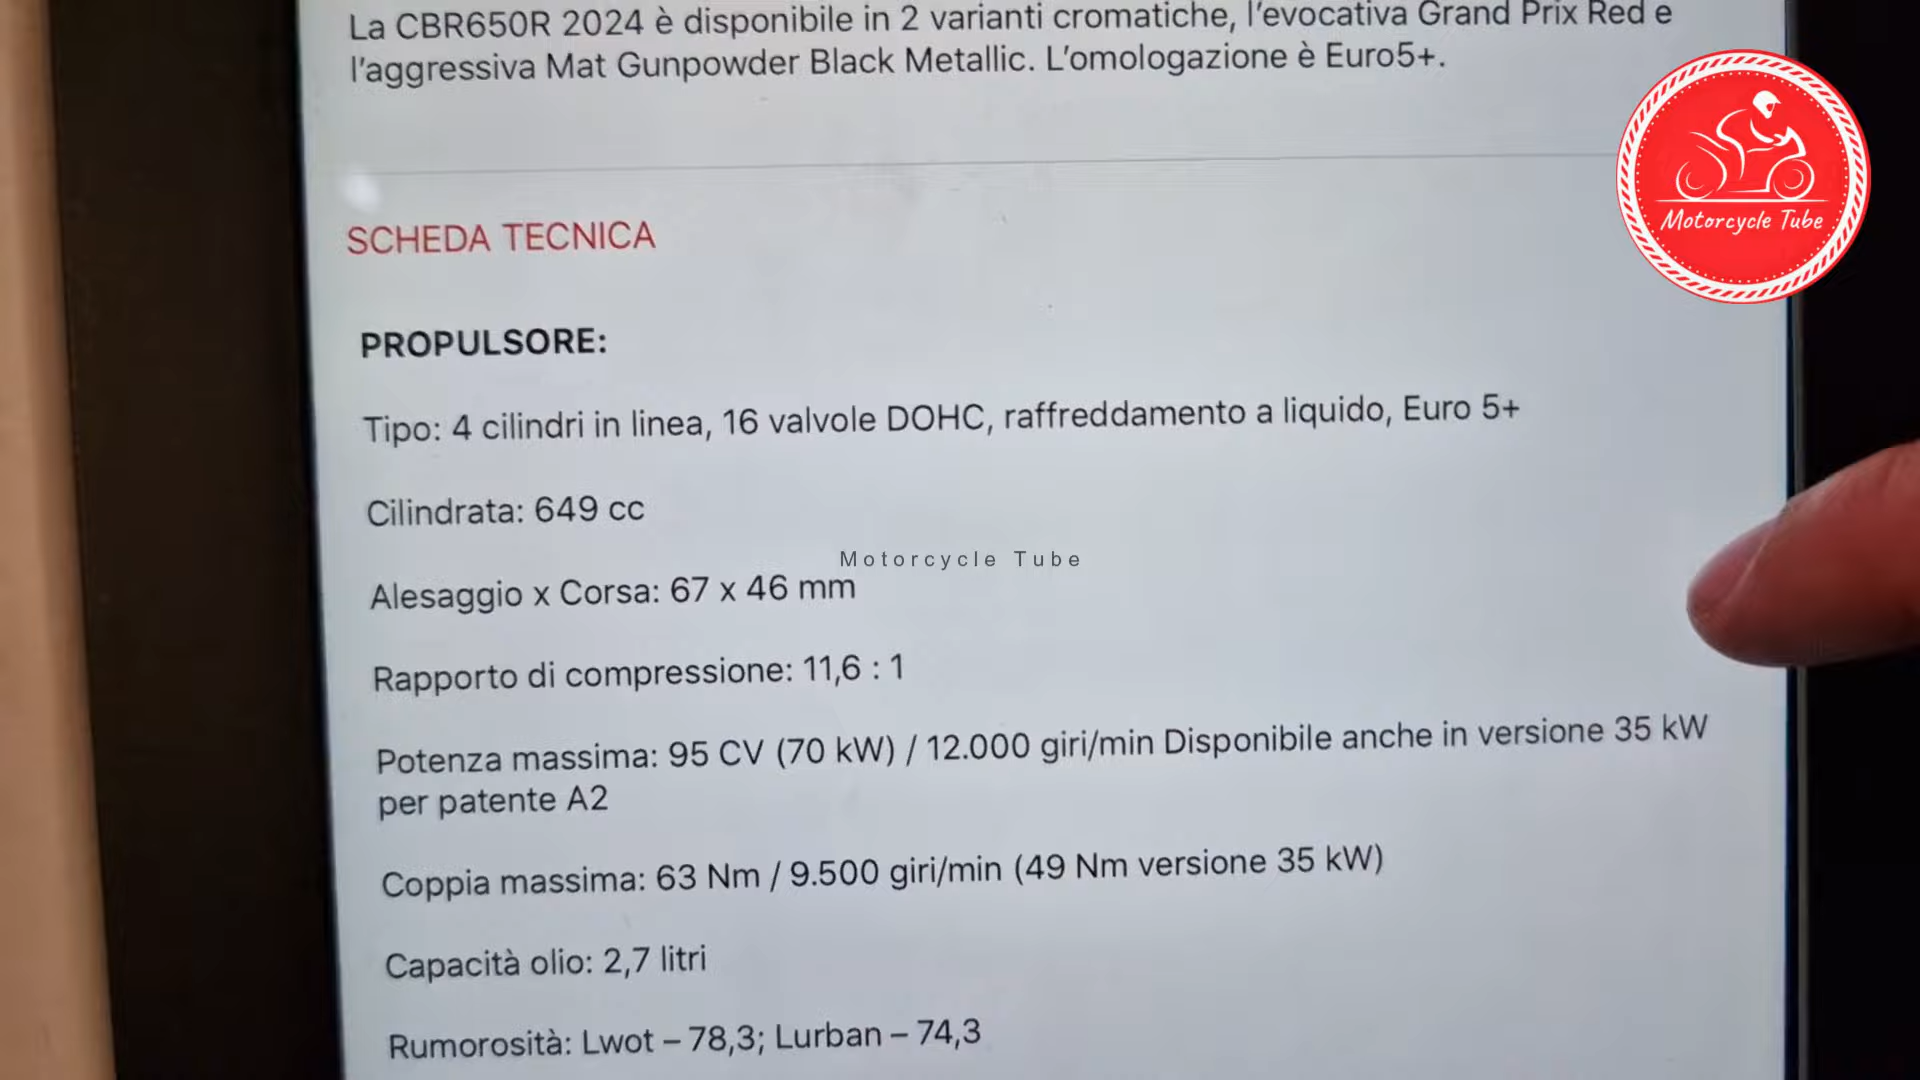 La CBR650R 2024 è disponibile in 2 varianti cromatiche, l'evocativa Grand Prix Red e
l'aggressiva Mat Gunpowder Black Metallic. L'omologazione è Euro5+.
Motorcycle Tube
SCHEDA TECNICA
PROPULSORE:
Tipo: 4 cilindri in linea, 16 valvole DOHC, raffreddamento a liquido, Euro 5+
Cilindrata: 649 cc
Motorcycle Tube
Alesaggio x Corsa: 67 x 46 mm
Rapporto di compressione: 11,6 : 1
Potenza massima: 95 CV (70 kW) / 12.000 giri/min Disponibile anche in versione 35 kW
per patente A2
Coppia massima: 63 Nm / 9.500 giri/min (49 Nm versione 35 kW)
Capacità olio: 2,7 litri
Rumorosità: Lwot – 78,3; Lurban – 74,3